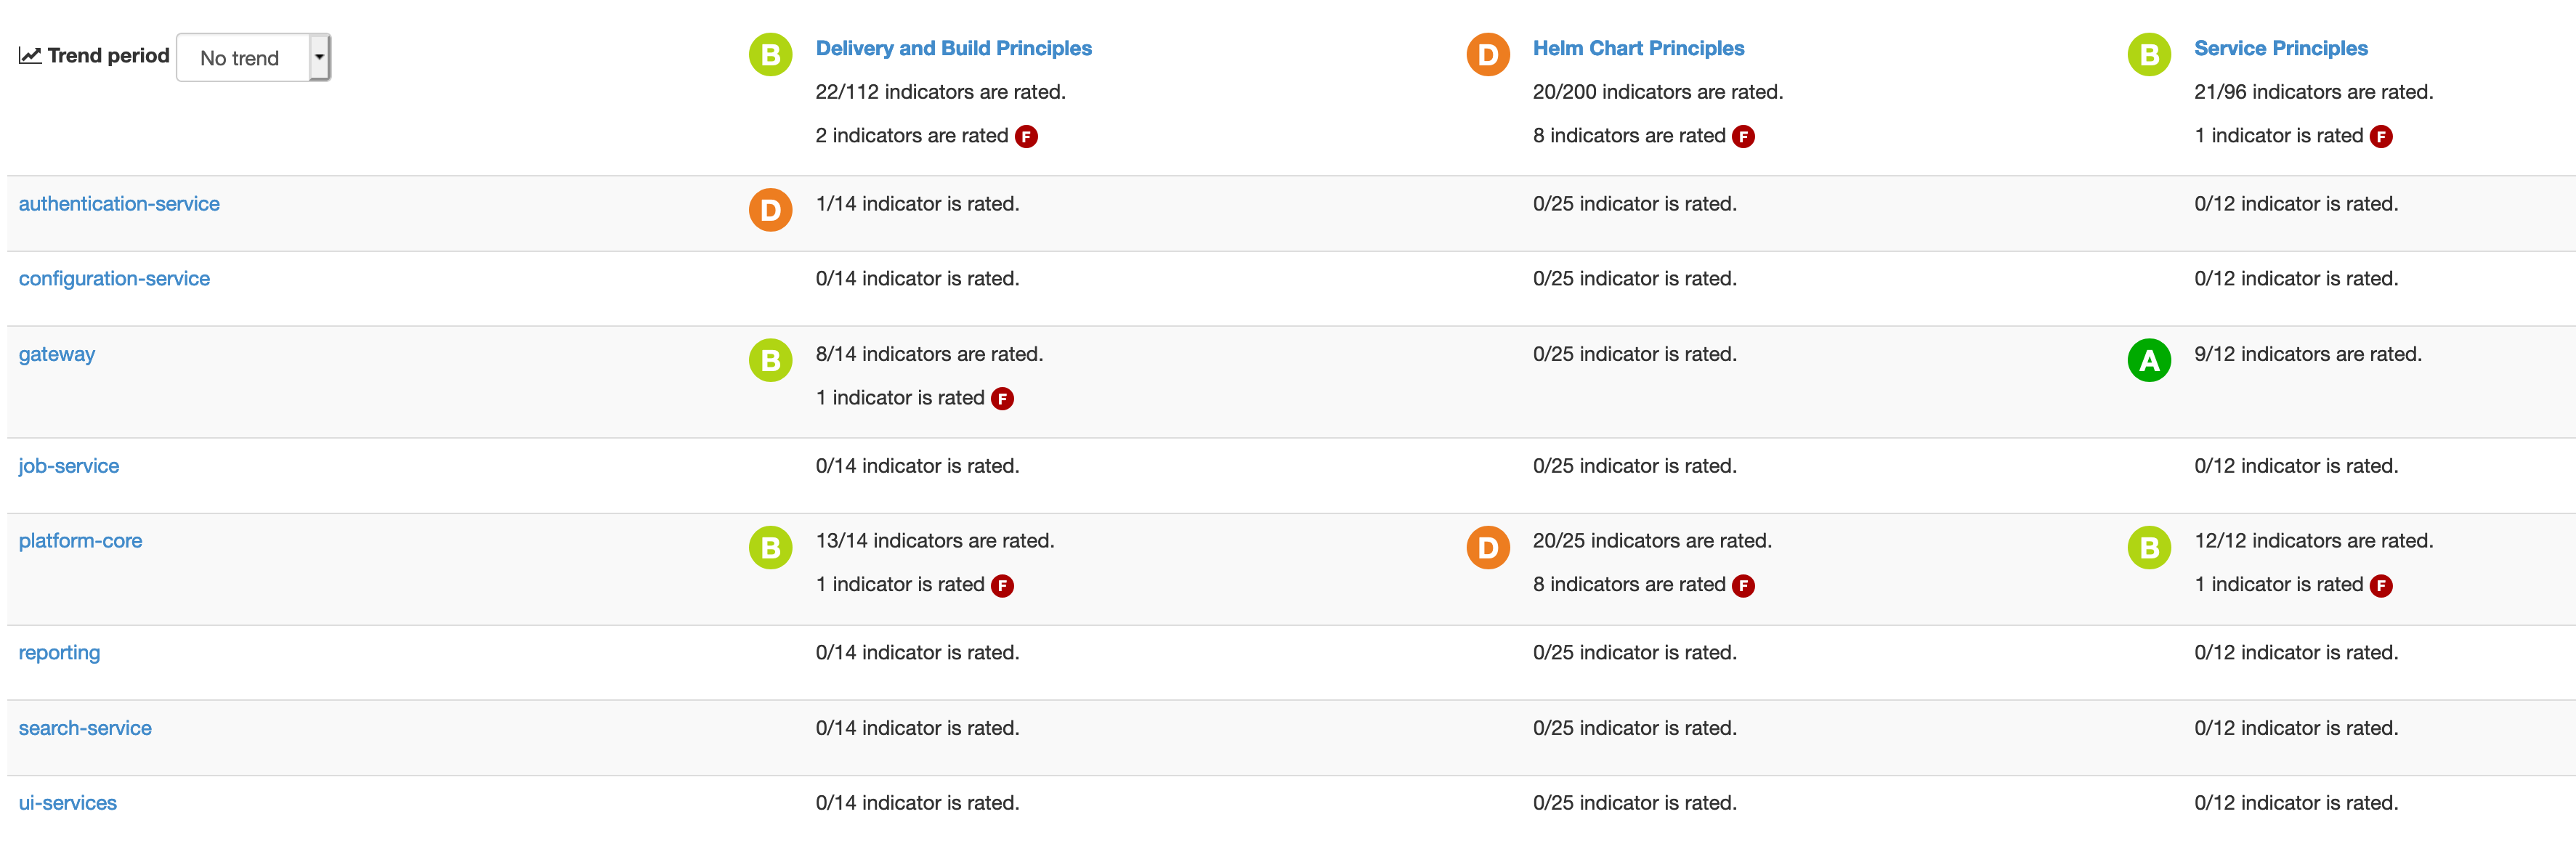 Trend period No trend
B Delivery and Build Principles
22/112 indicators are rated.
2 indicators are rated F
D Helm Chart Principles
20/200 indicators are rated.
8 indicators are rated F
B Service Principles
21/96 indicators are rated.
1 indicator is rated F
authentication-service
D 1/14 indicator is rated.
0/25 indicator is rated.
0/12 indicator is rated.
configuration-service
0/14 indicator is rated.
0/25 indicator is rated.
0/12 indicator is rated.
gateway
B 8/14 indicators are rated.
1 indicator is rated F
0/25 indicator is rated.
A 9/12 indicators are rated.
job-service
0/14 indicator is rated.
0/25 indicator is rated.
0/12 indicator is rated.
platform-core
B 13/14 indicators are rated.
1 indicator is rated F
D 20/25 indicators are rated.
8 indicators are rated F
B 12/12 indicators are rated.
1 indicator is rated F
reporting
0/14 indicator is rated.
0/25 indicator is rated.
0/12 indicator is rated.
search-service
0/14 indicator is rated.
0/25 indicator is rated.
0/12 indicator is rated.
ui-services
0/14 indicator is rated.
0/25 indicator is rated.
0/12 indicator is rated.